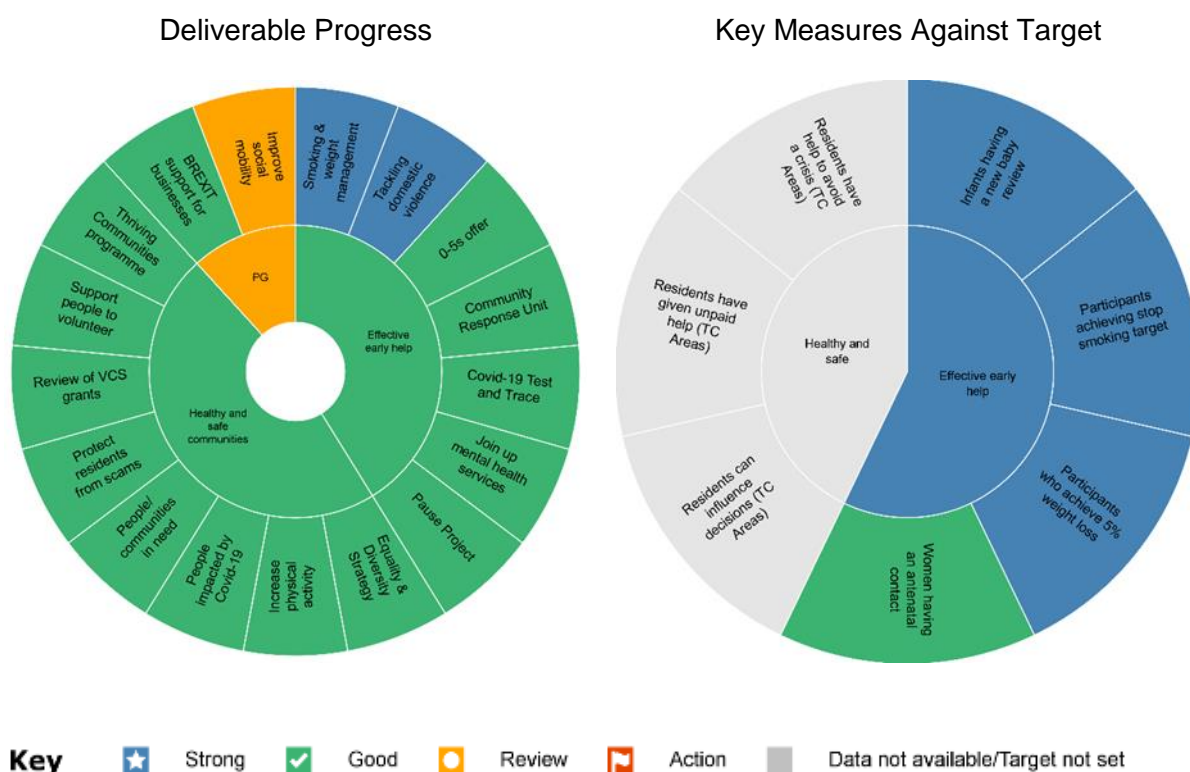 Deliverable Progress
Key Measures Against Target
Smoking &
weight
management
Tackling
domestic
violence
0-5s offer
Community
Response Unit
Covid-19 Test
and Trace
Join up
mental health
services
Pause Project
Equality &
Diversity
Strategy
Increase
physical
activity
People
Impacted by
Covid-19
People/
communities
in need
Protect
residents
from scams
Review of VCS
grants
Support
people to
volunteer
Thriving
Communities
programme
BREXIT
support for
businesses
Improve
social
mobility
PG
Effective
early help
Healthy and
safe
communities
Infants having
a new baby
review
Participants
achieving stop
smoking target
Participants
who achieve 5%
weight loss
Women having
an antenatal
contact
Residents can
influence
decisions (TC
Areas)
Residents have
given unpaid
help (TC
Areas)
Residents have
help to avoid
a crisis (TC
Areas)
Healthy and
safe
Effective early
help
Key Strong Good Review Action Data not available/Target not set